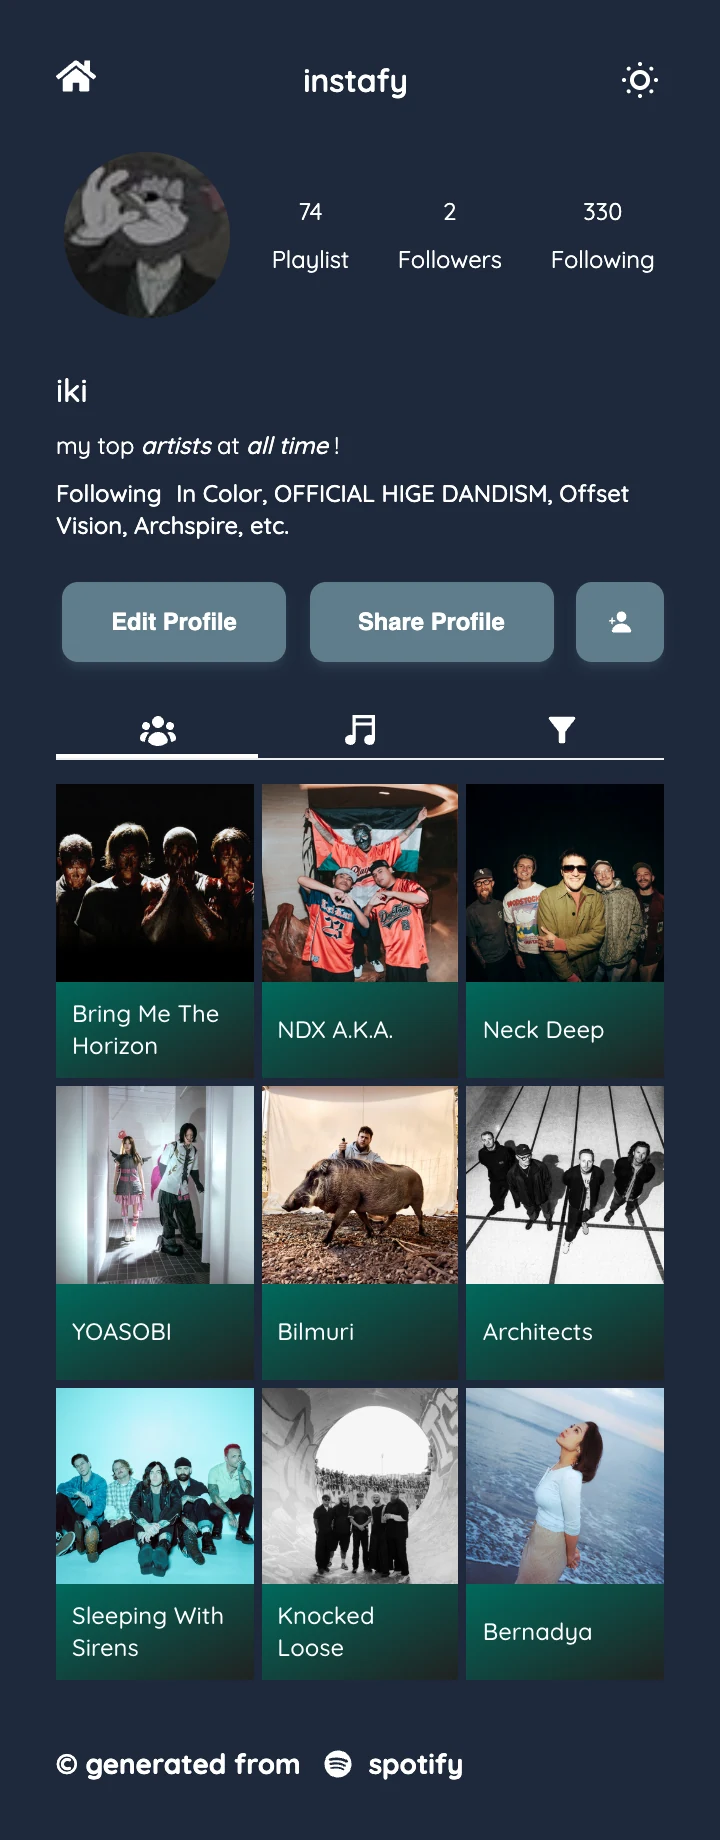 instafy
74
2
330
Playlist
Followers
Following
iki
my top artists at all time !
Following In Color, OFFICIAL HIGE DANDISM, Offset
Vision, Archspire, etc.
Edit Profile
Share Profile
Bring Me The
Horizon
NDX A.K.A.
Neck Deep
YOASOBI
Bilmuri
Architects
Sleeping With
Sirens
Knocked
Loose
Bernadya
© generated from spotify